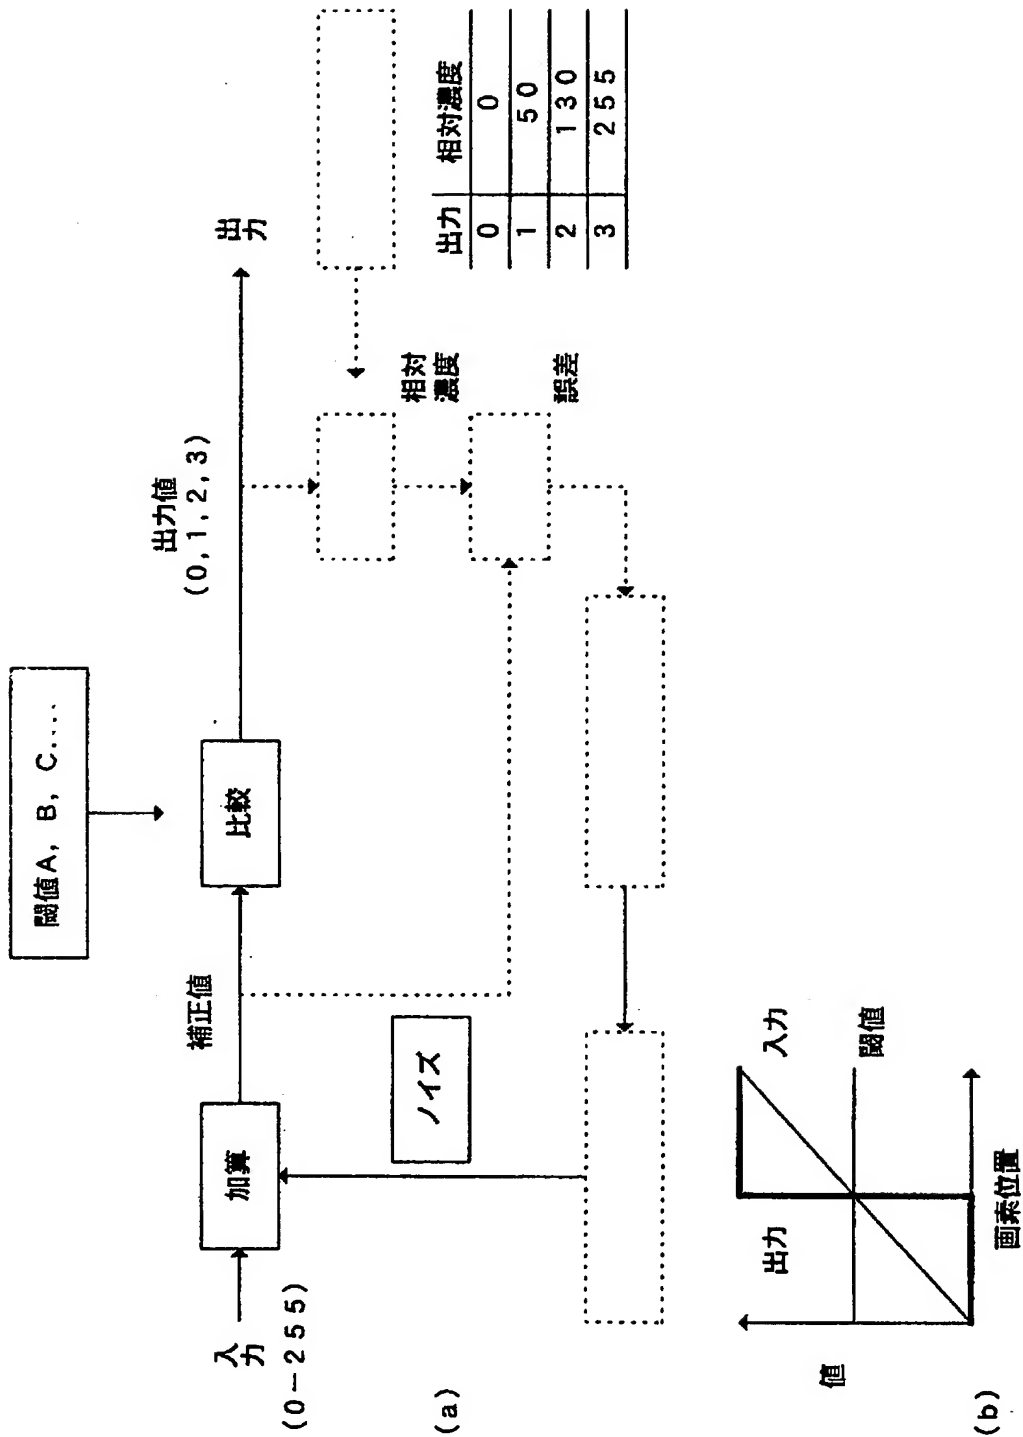 閾値A, B, C....
入力
(0-255)
加算
補正値
比較
出力値
(0,1,2,3)
出力
ノイズ
相対
濃度
誤差
出力 相対濃度
0 0
1 50
2 130
3 255
(a)
値
出力
入力
閾値
画素位置
(b)